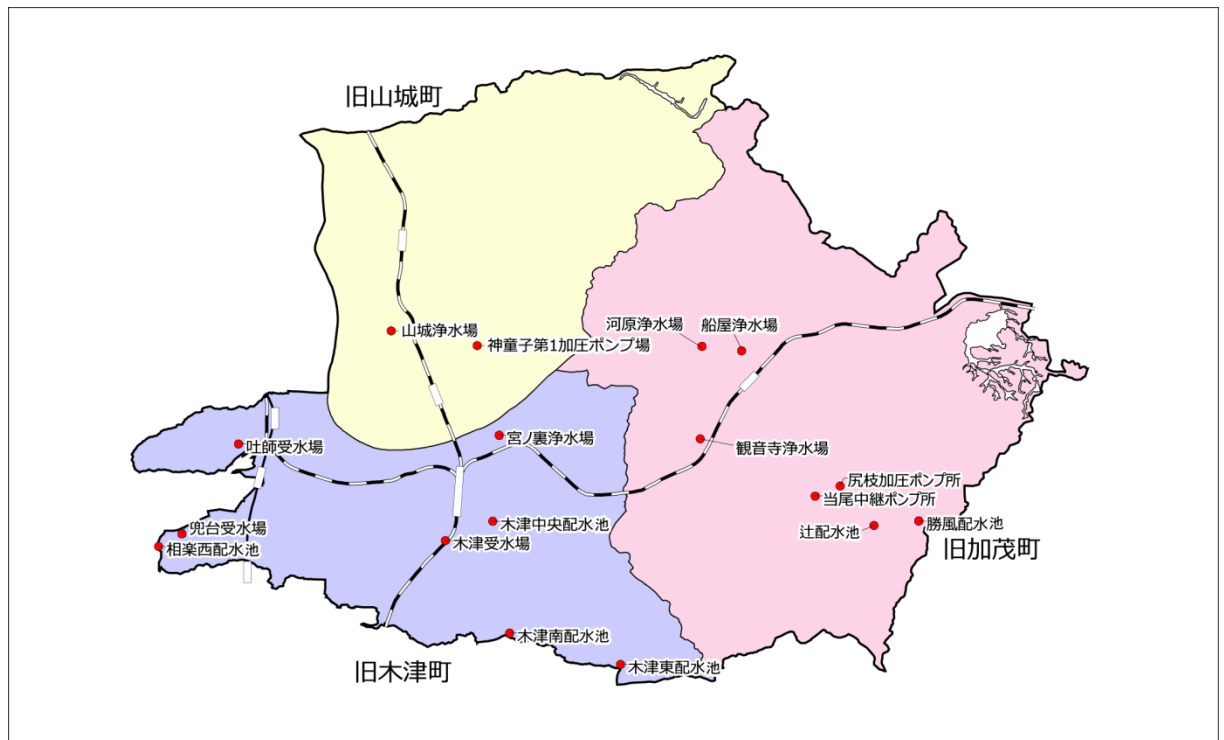 旧山城町
山城浄水場
神童子第1加圧ポンプ場
河原浄水場
船屋浄水場
宮ノ裏浄水場
吐師受水場
観音寺浄水場
尻枝加圧ポンプ所
当尾中継ポンプ所
兜台受水場
相楽西配水池
木津中央配水池
木津受水場
辻配水池
勝風配水池
旧加茂町
木津南配水池
旧木津町
木津東配水池